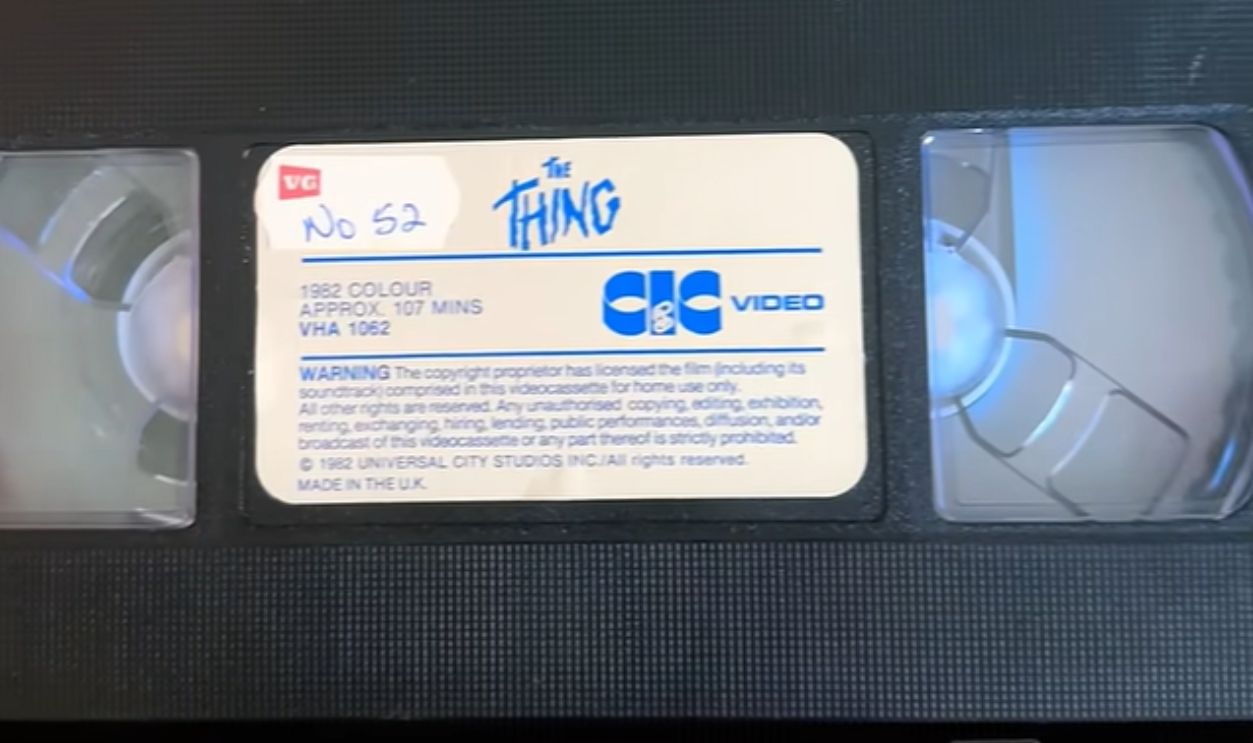 VG
No 52
THE
THING
1982 COLOUR
APPROX. 107 MINS
VHA 1062
CIC VIDEO
WARNING The copyright proprietor has licensed the film (including its
soundtrack) comprised in this videocassette for home use only.
All other rights are reserved. Any unauthorised copying, editing, exhibition,
renting, exchanging, hiring, lending, public performances, diffusion, and/or
broadcast of this videocassette or any part thereof is strictly prohibited.
© 1982 UNIVERSAL CITY STUDIOS INC./All rights reserved.
MADE IN THE U.K.